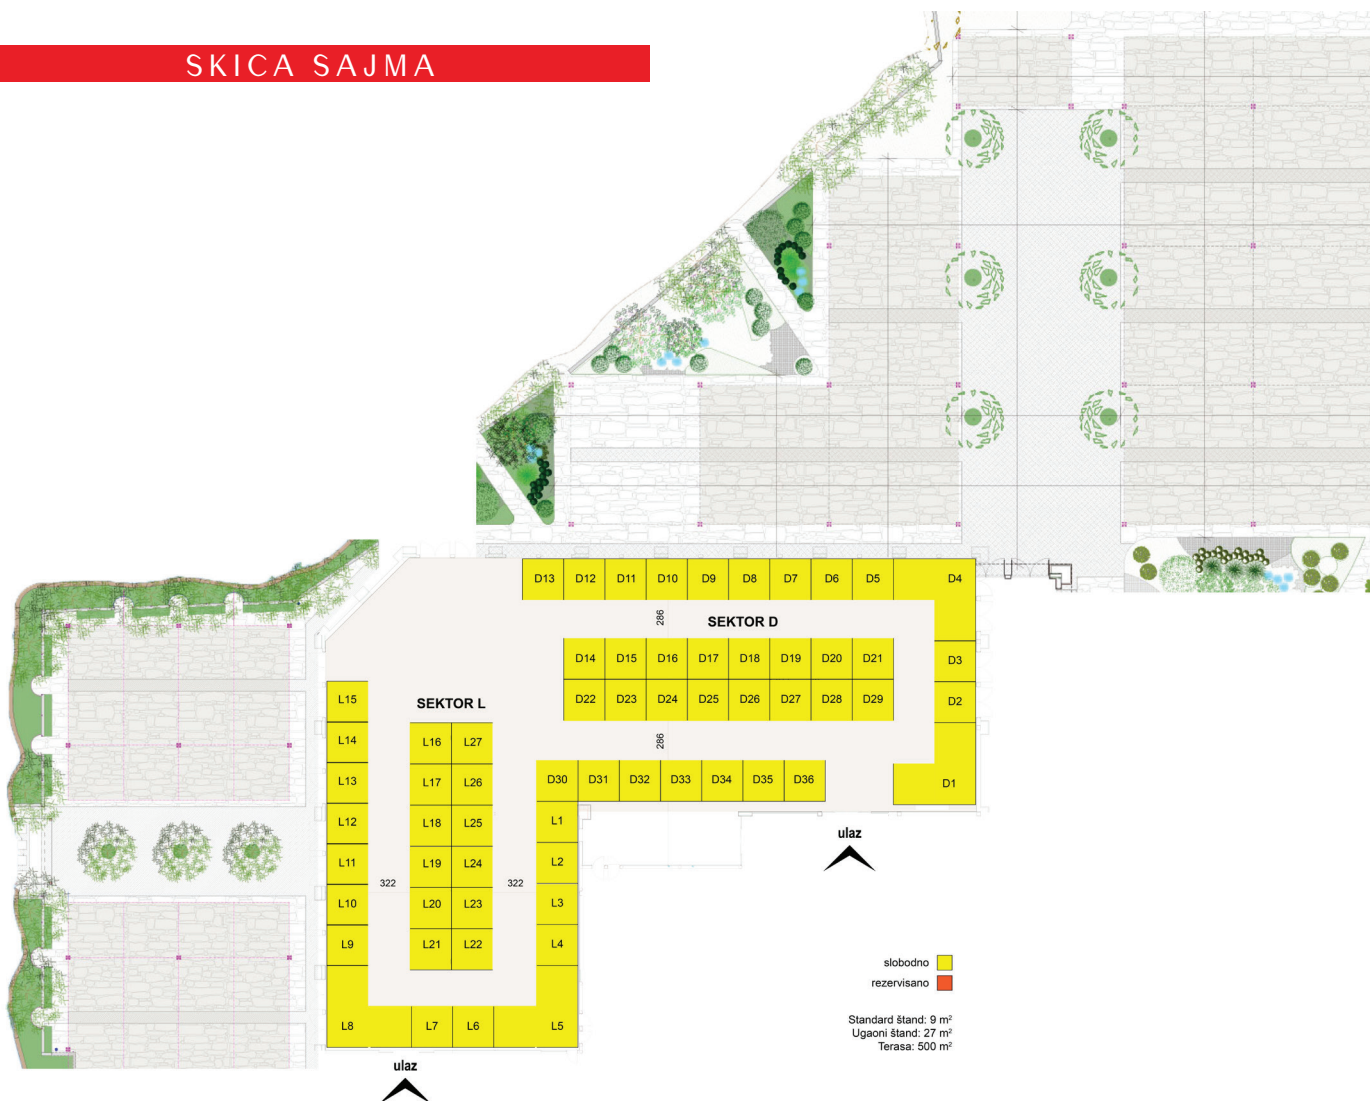 SKICA SAJMA
D13 D12 D11 D10 D9 D8 D7 D6 D5 D4
286
SEKTOR D
D14 D15 D16 D17 D18 D19 D20 D21 D3
D22 D23 D24 D25 D26 D27 D28 D29 D2
L15 SEKTOR L
L14 L16 L27 286
L13 L17 L26 D30 D31 D32 D33 D34 D35 D36 D1
L12 L18 L25 L1
ulaz
L11 L19 L24 L2
322 322
L10 L20 L23 L3
L9 L21 L22 L4
slobodno
rezervisano
L8 L7 L6 L5
Standard štand: 9 m²
Ugaoni štand: 27 m²
Terasa: 500 m²
ulaz